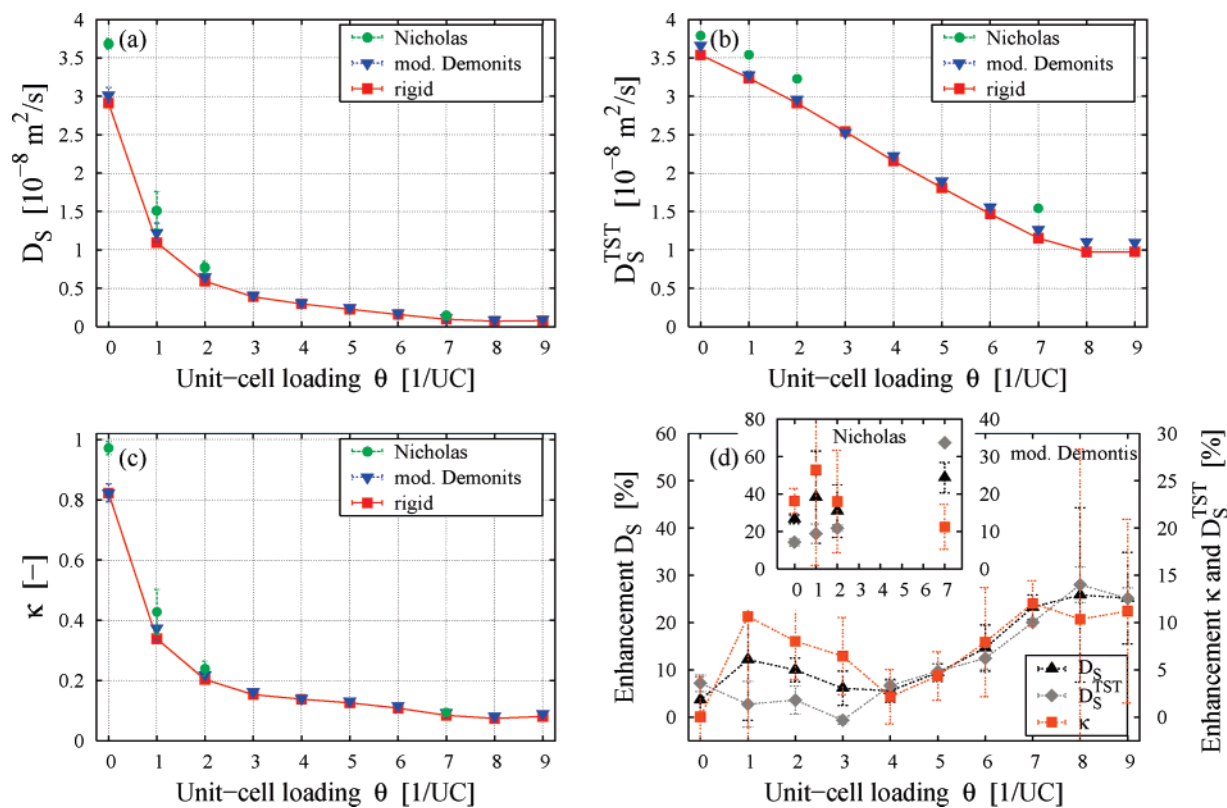 (a)
Nicholas
mod. Demonits
rigid
4
3.5
3
2.5
2
1.5
1
0.5
0
D_S [10^−8 m^2/s]
0 1 2 3 4 5 6 7 8 9
Unit−cell loading θ [1/UC]
(b)
Nicholas
mod. Demonits
rigid
4
3.5
3
2.5
2
1.5
1
0.5
0
D_S^TST [10^−8 m^2/s]
0 1 2 3 4 5 6 7 8 9
Unit−cell loading θ [1/UC]
(c)
Nicholas
mod. Demonits
rigid
1
0.8
0.6
0.4
0.2
0
κ [−]
0 1 2 3 4 5 6 7 8 9
Unit−cell loading θ [1/UC]
(d)
60
50
40
30
20
10
0
Enhancement D_S [%]
80
60
40
20
0
Nicholas
0 1 2 3 4 5 6 7
40
30
20
10
0
mod. Demontis
30
25
20
15
10
5
0
Enhancement κ and D_S^TST [%]
D_S
D_S^TST
κ
0 1 2 3 4 5 6 7 8 9
Unit−cell loading θ [1/UC]